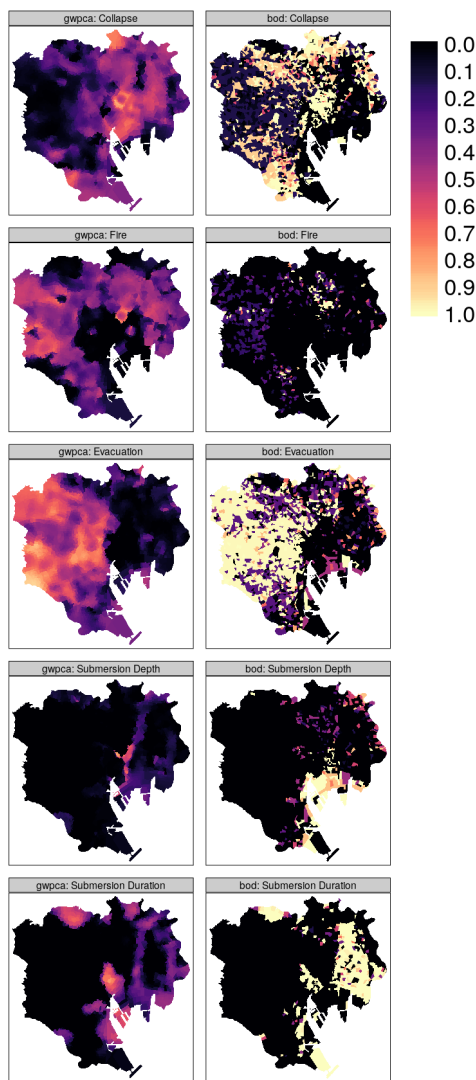 gwpca: Collapse
bod: Collapse
0.0
0.1
0.2
0.3
0.4
0.5
0.6
0.7
0.8
0.9
1.0
gwpca: Fire
bod: Fire
gwpca: Evacuation
bod: Evacuation
gwpca: Submersion Depth
bod: Submersion Depth
gwpca: Submersion Duration
bod: Submersion Duration